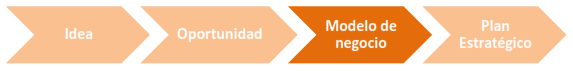 Idea
Oportunidad
Modelo de
negocio
Plan
Estratégico